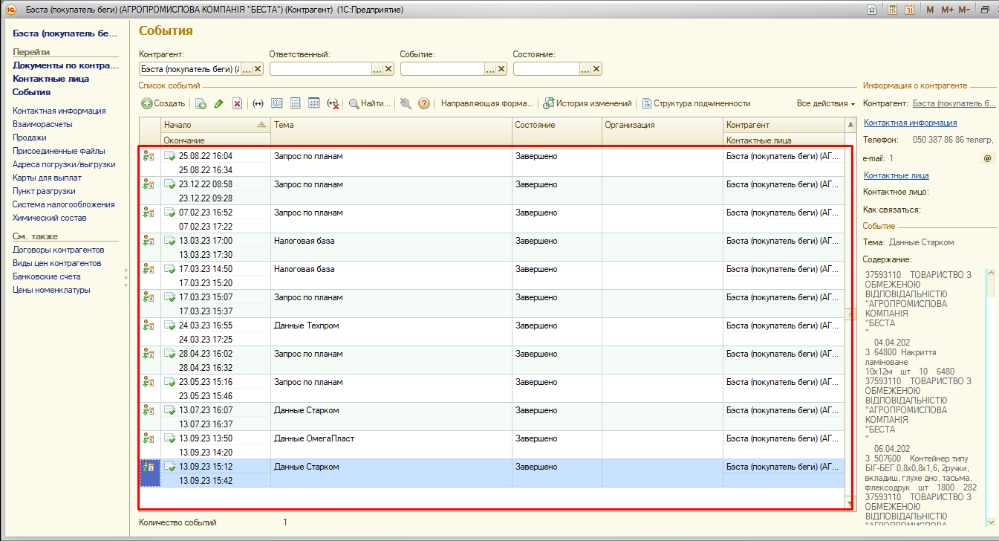 Бэста (покупатель беги) (АГРОПРОМИСЛОВА КОМПАНІЯ "БЕСТА") (Контрагент) (1С:Предприятие)
M M+ M-
Бэста (покупатель бе...
Перейти
Документы по контра...
Контактные лица
События
Контактная информация
Взаиморасчеты
Продажи
Присоединенные файлы
Адреса погрузки/выгрузки
Карты для выплат
Пункт разгрузки
Система налогообложения
Химический состав
См. также
Договоры контрагентов
Виды цен контрагентов
Банковские счета
Цены номенклатуры
События
Контрагент: Ответственный: Событие: Состояние:
Бэста (покупатель беги) (/ ... ... ... ...
Список событий
Создать Найти... Направляющая форма... История изменений Структура подчиненности Все действия
Начало Тема Состояние Организация Контрагент
Окончание Контактные лица
25.08.22 16:04 Запрос по планам Завершено Бэста (покупатель беги) (АГ...
25.08.22 16:34
23.12.22 08:58 Запрос по планам Завершено Бэста (покупатель беги) (АГ...
23.12.22 09:28
07.02.23 16:52 Запрос по планам Завершено Бэста (покупатель беги) (АГ...
07.02.23 17:22
13.03.23 17:00 Налоговая база Завершено Бэста (покупатель беги) (АГ...
13.03.23 17:30
17.03.23 14:50 Налоговая база Завершено Бэста (покупатель беги) (АГ...
17.03.23 15:20
17.03.23 15:07 Запрос по планам Завершено Бэста (покупатель беги) (АГ...
17.03.23 15:37
24.03.23 16:55 Данные Техпром Завершено Бэста (покупатель беги) (АГ...
24.03.23 17:25
28.04.23 16:02 Запрос по планам Завершено Бэста (покупатель беги) (АГ...
28.04.23 16:32
23.05.23 15:16 Запрос по планам Завершено Бэста (покупатель беги) (АГ...
23.05.23 15:46
13.07.23 16:07 Данные Старком Завершено Бэста (покупатель беги) (АГ...
13.07.23 16:37
13.09.23 13:50 Данные ОмегаПласт Завершено Бэста (покупатель беги) (АГ...
13.09.23 14:20
13.09.23 15:12 Данные Старком Завершено Бэста (покупатель беги) (АГ...
13.09.23 15:42
Количество событий 1
Информация о контрагенте
Контрагент: Бэста (покупатель б...
Контактная информация
Телефон: 050 387 86 86 телегр,
e-mail: 1 @
Контактные лица
Контактное лицо:
Как связаться:
Событие
Тема: Данные Старком
Содержание:
37593110 ТОВАРИСТВО З
ОБМЕЖЕНОЮ
ВІДПОВІДАЛЬНІСТЮ
"АГРОПРОМИСЛОВА
КОМПАНІЯ
"БЕСТА
"
04.04.202
3 64800 Накриття
ламіноване
10х12м шт 10 6480
37593110 ТОВАРИСТВО З
ОБМЕЖЕНОЮ
ВІДПОВІДАЛЬНІСТЮ
"АГРОПРОМИСЛОВА
КОМПАНІЯ
"БЕСТА
"
06.04.202
3 507600 Контейнер типу
БІГ-БЕГ 0,8х0,8х1,6, 2ручки,
вкладиш, глухе дно, тасьма,
флексодрук шт 1800 282
37593110 ТОВАРИСТВО З
ОБМЕЖЕНОЮ
ВІДПОВІДАЛЬНІСТЮ
"АГРОПРОМИСЛОВА